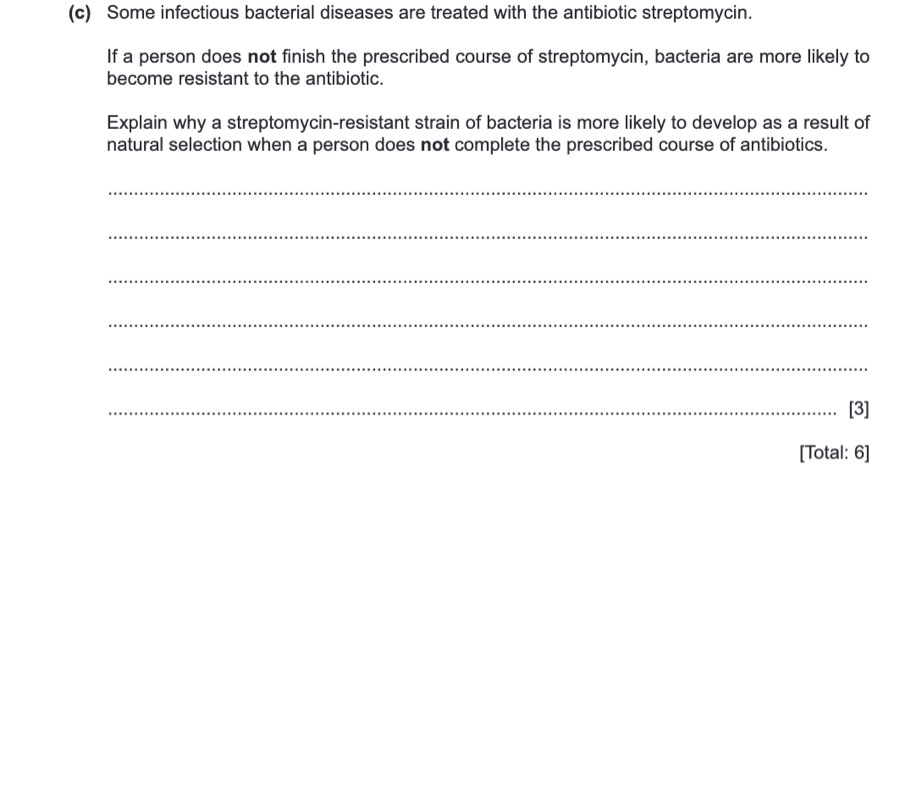 (c) Some infectious bacterial diseases are treated with the antibiotic streptomycin.
If a person does not finish the prescribed course of streptomycin, bacteria are more likely to
become resistant to the antibiotic.
Explain why a streptomycin-resistant strain of bacteria is more likely to develop as a result of
natural selection when a person does not complete the prescribed course of antibiotics.
[3]
[Total: 6]